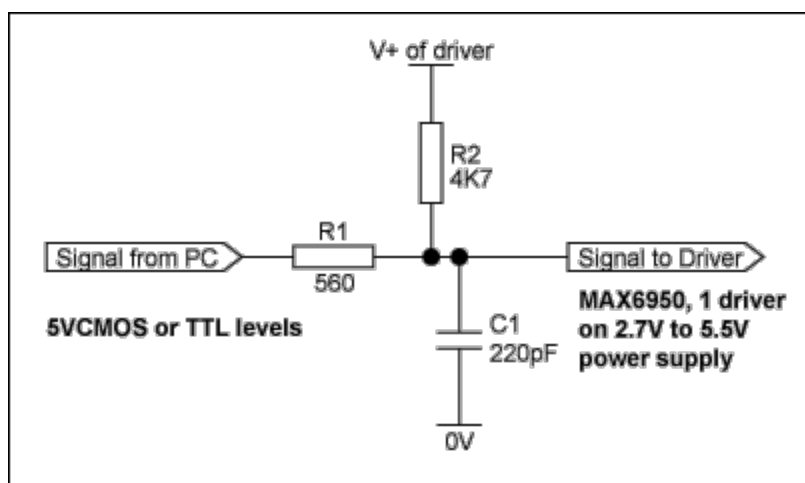 V+ of driver
R2
4K7
R1
Signal from PC
560
Signal to Driver
5VCMOS or TTL levels
C1
220pF
MAX6950, 1 driver
on 2.7V to 5.5V
power supply
0V